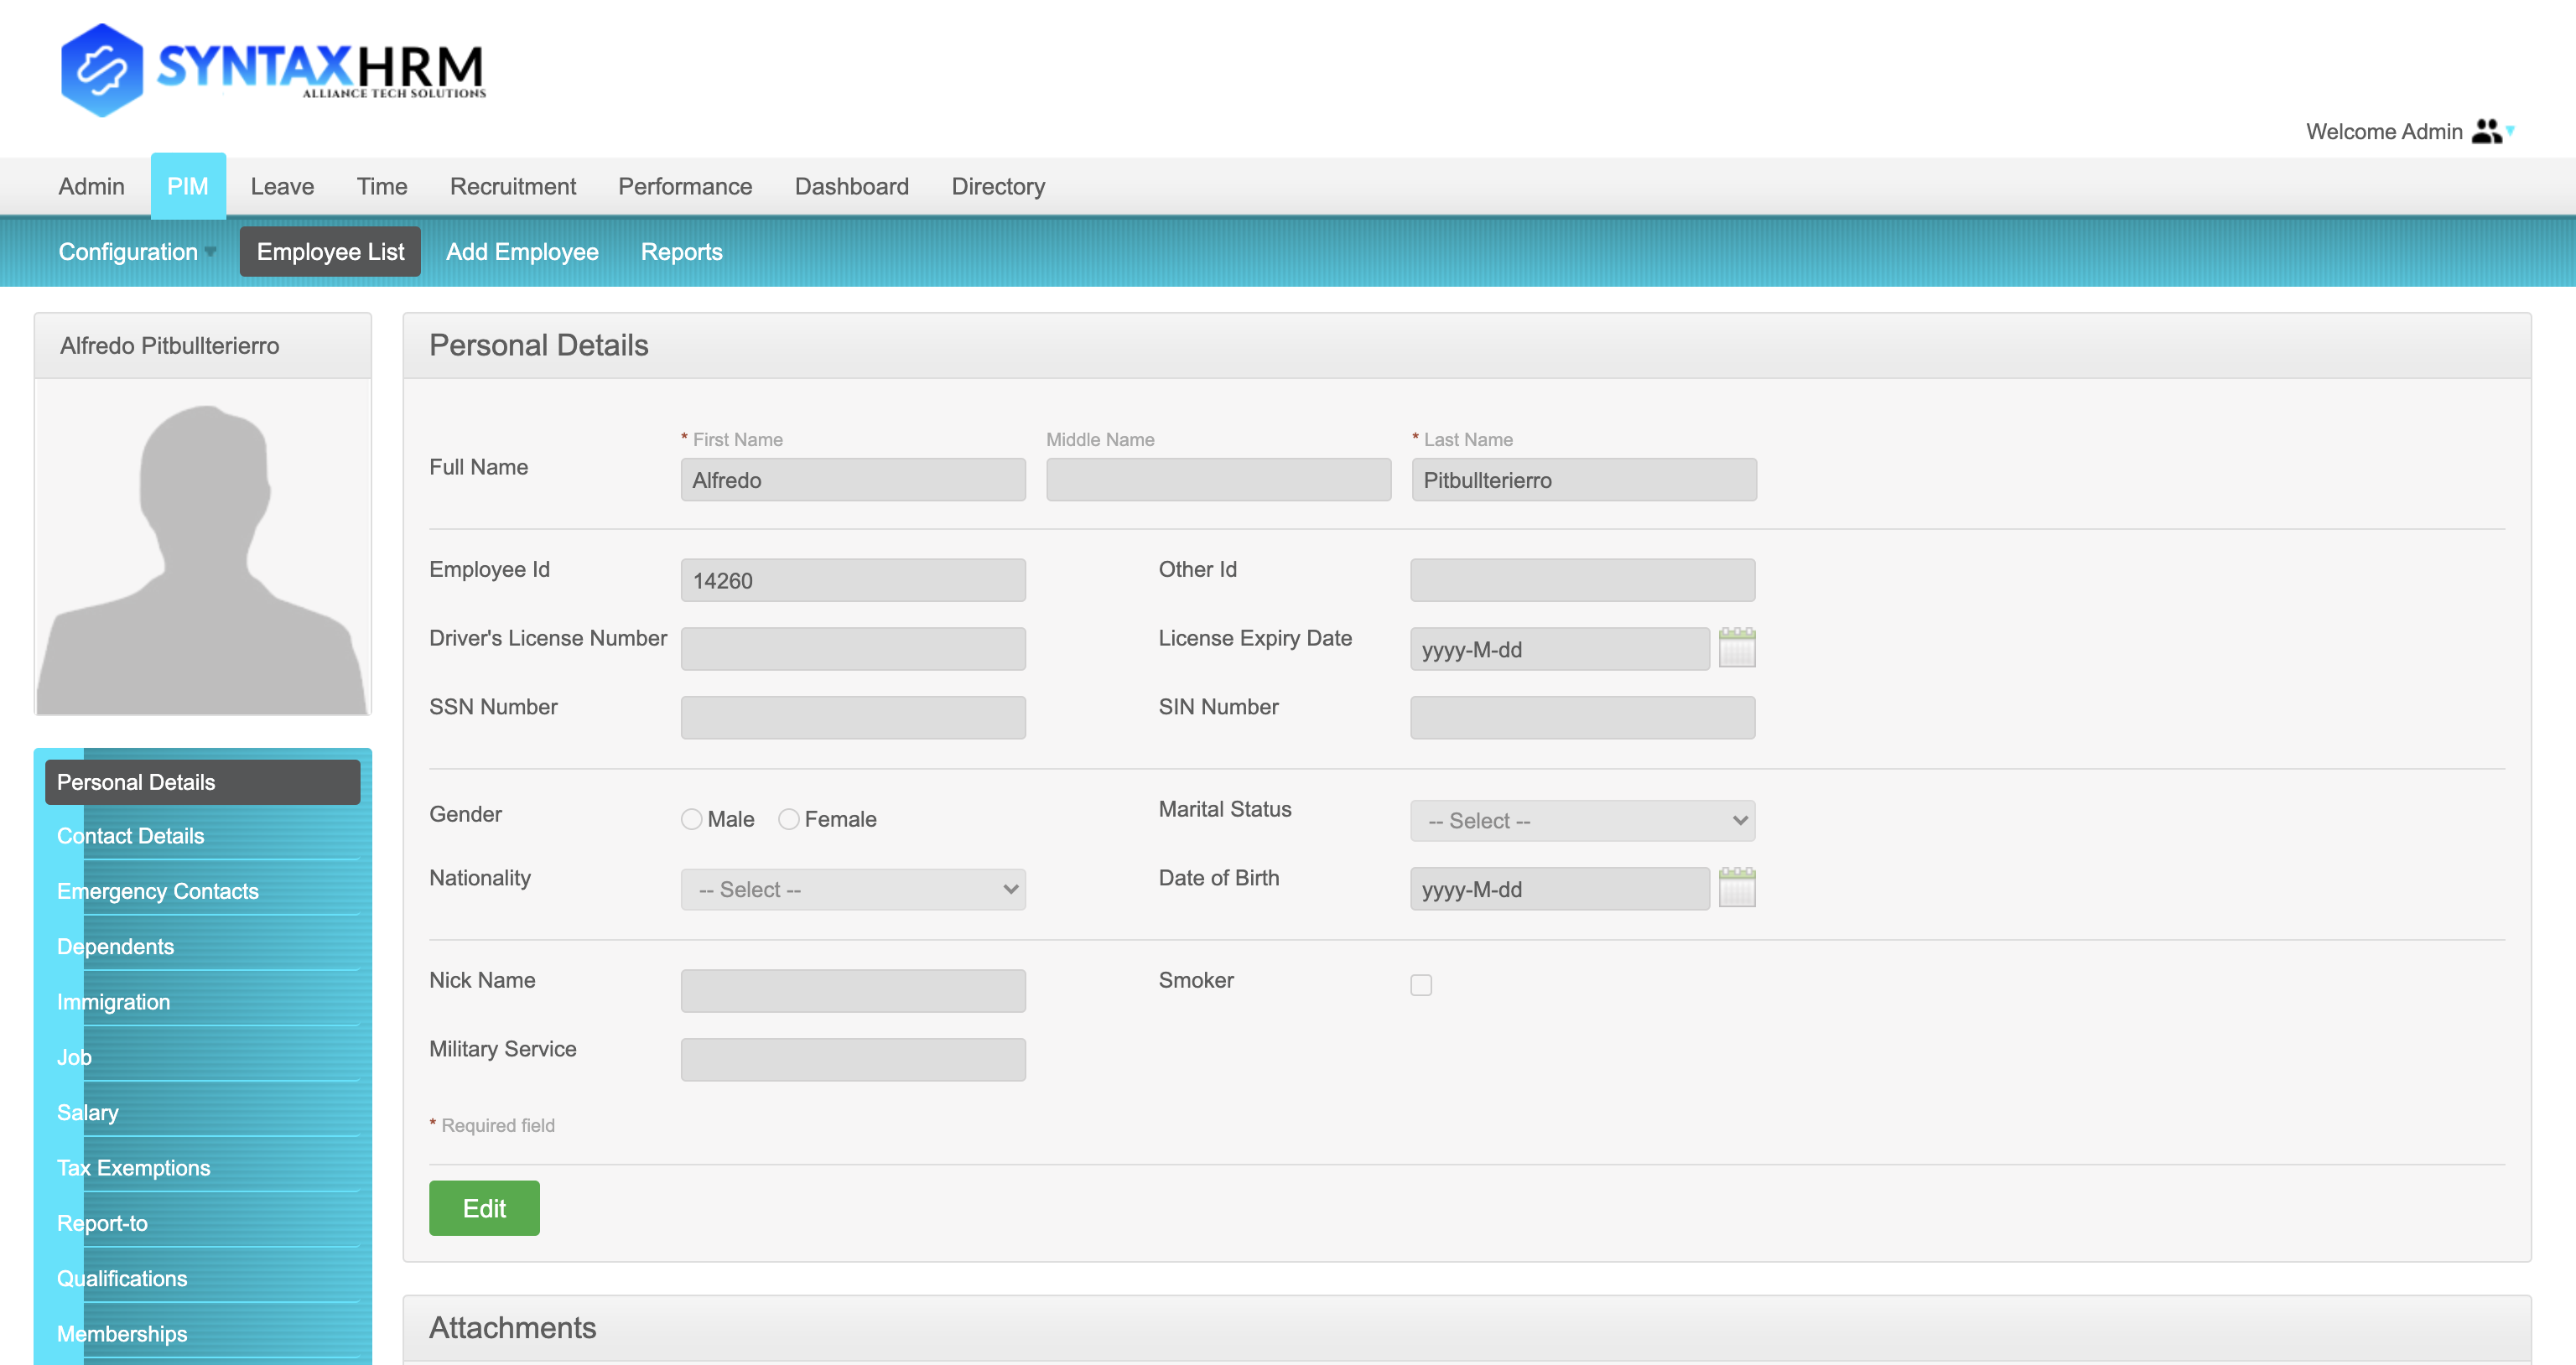 SYNTAXHRM
ALLIANCE TECH SOLUTIONS
Welcome Admin
Admin PIM Leave Time Recruitment Performance Dashboard Directory
Configuration Employee List Add Employee Reports
Alfredo Pitbullterierro
Personal Details
Contact Details
Emergency Contacts
Dependents
Immigration
Job
Salary
Tax Exemptions
Report-to
Qualifications
Memberships
Personal Details
* First Name Middle Name * Last Name
Full Name Alfredo Pitbullterierro
Employee Id 14260 Other Id
Driver's License Number License Expiry Date yyyy-M-dd
SSN Number SIN Number
Gender Male Female Marital Status -- Select --
Nationality -- Select -- Date of Birth yyyy-M-dd
Nick Name Smoker
Military Service
* Required field
Edit
Attachments